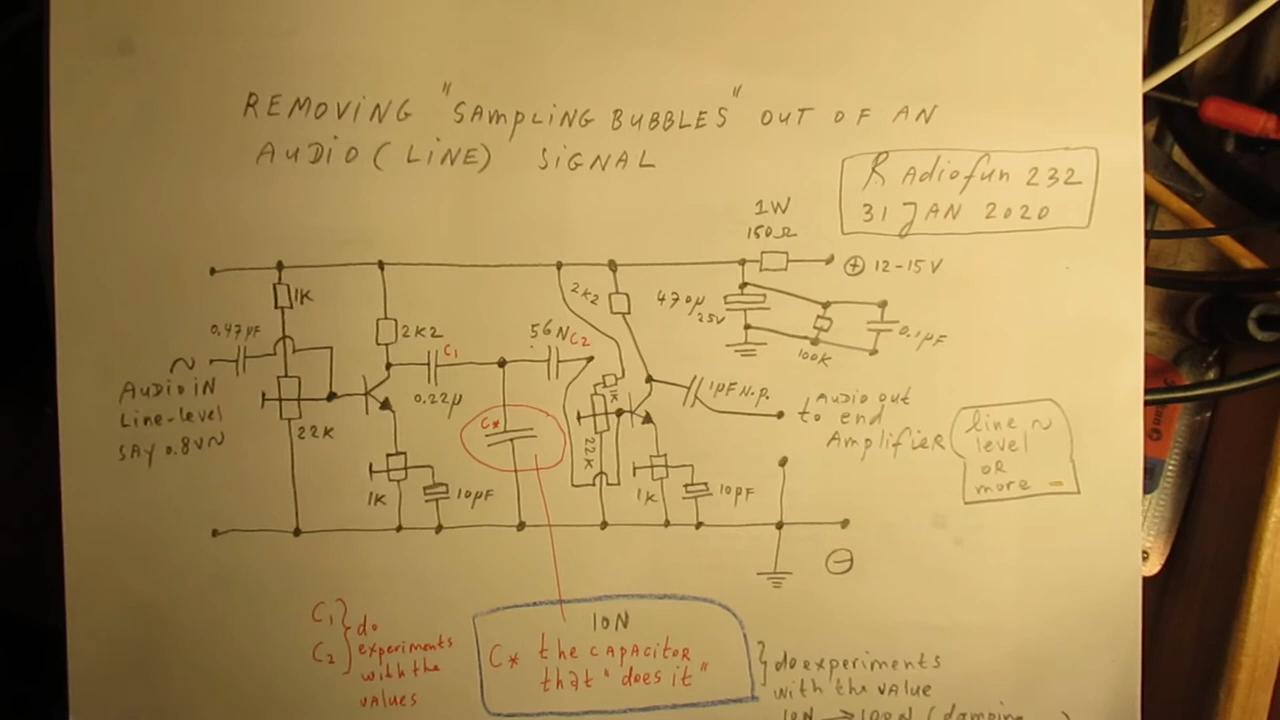 REMOVING "SAMPLING BUBBLES" OUT OF AN
AUDIO (LINE) SIGNAL
RAdiofun 232
31 JAN 2020
1W
150Ω
⊕ 12-15V
1K
2K2
2K2
470µ
25V
100K
0.1µF
0.47µF
~
AUDIO IN
Line-level
SAY 0.8V~
22K
C1
0.22µ
56N C2
1K
22K
1µF N.p.
AUDIO out
to end
AmplifiER
line ~
level
OR
more
C*
1K
10µF
1K
10µF
⊖
C1
C2
do
experiments
with the
values
10N
C* the CAPACITOR
that "does it"
do experiments
with the value
10N → 100N (damping